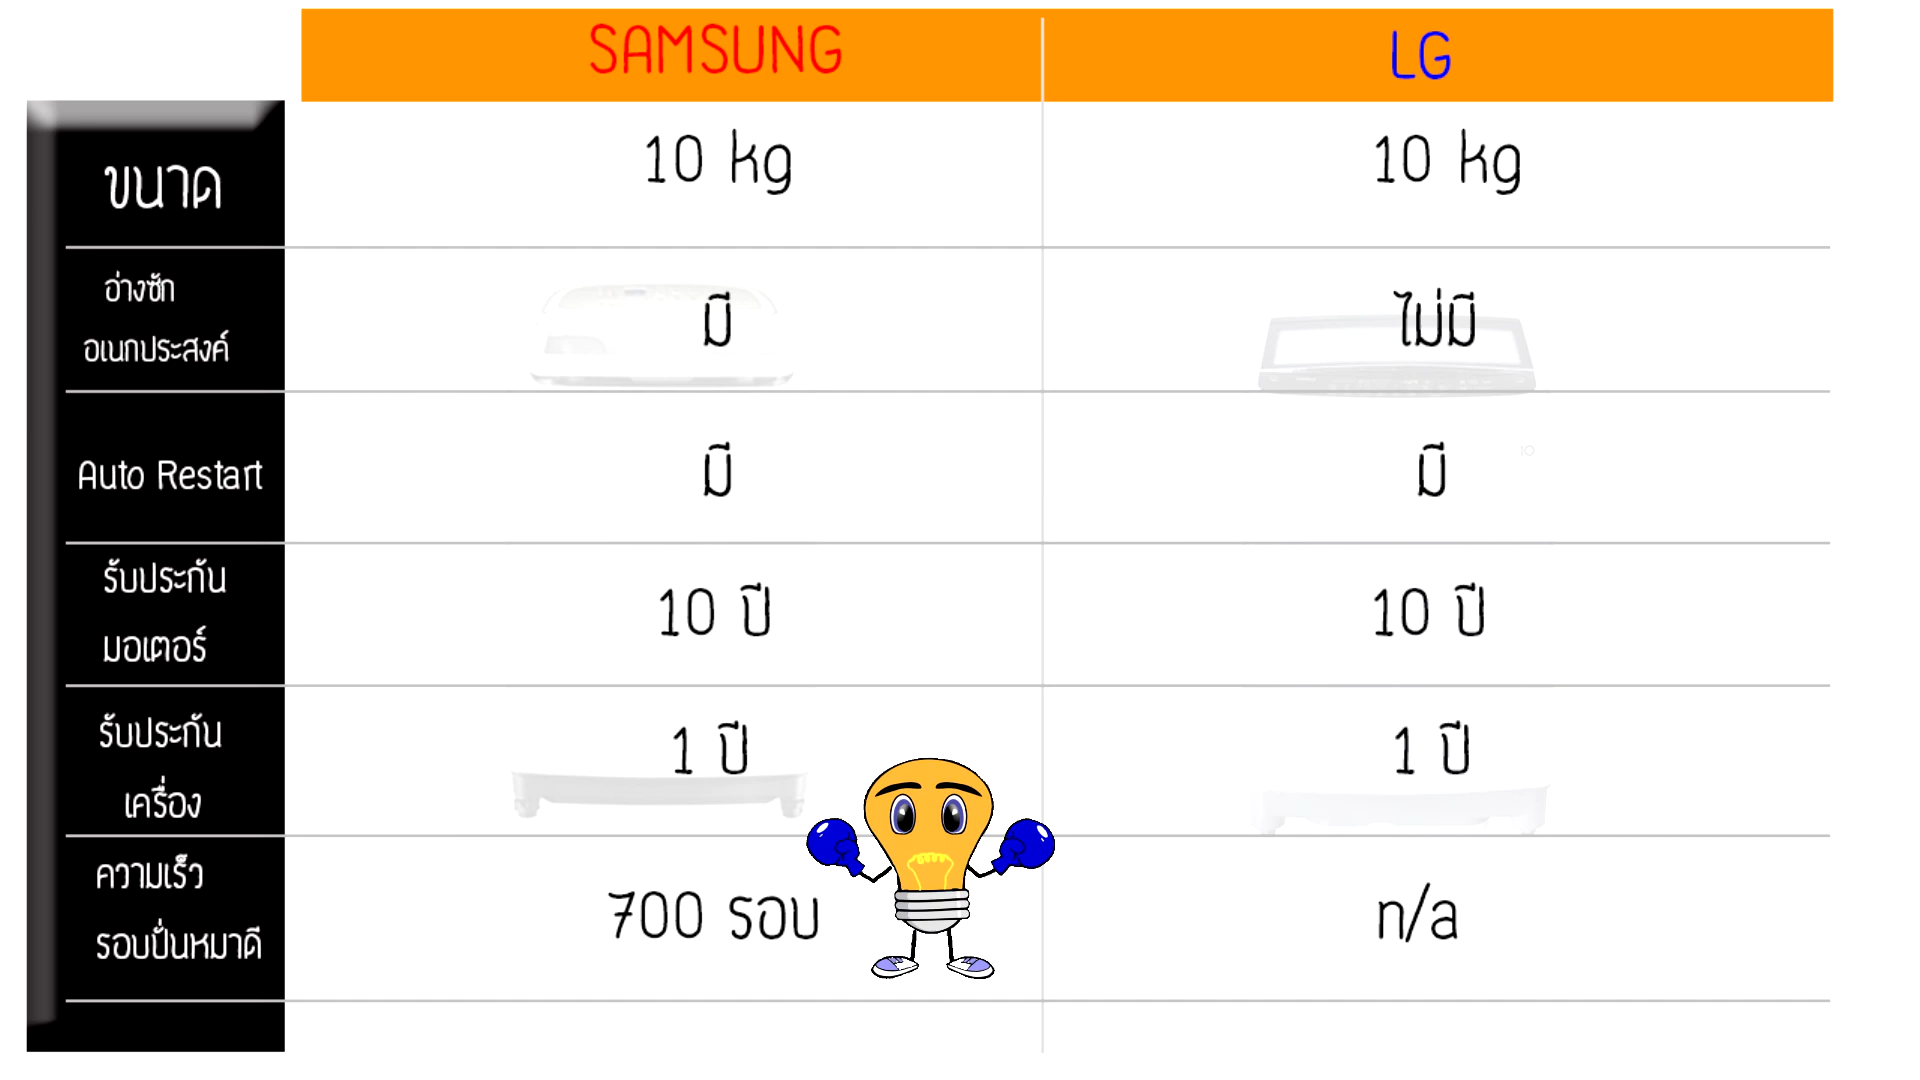 SAMSUNG LG
ขนาด 10 kg 10 kg
อ่างซัก
อเนกประสงค์ มี ไม่มี
Auto Restart มี มี
รับประกัน
มอเตอร์ 10 ปี 10 ปี
รับประกัน
เครื่อง 1 ปี 1 ปี
ความเร็ว
รอบปั่นหมาดี 700 รอบ n/a